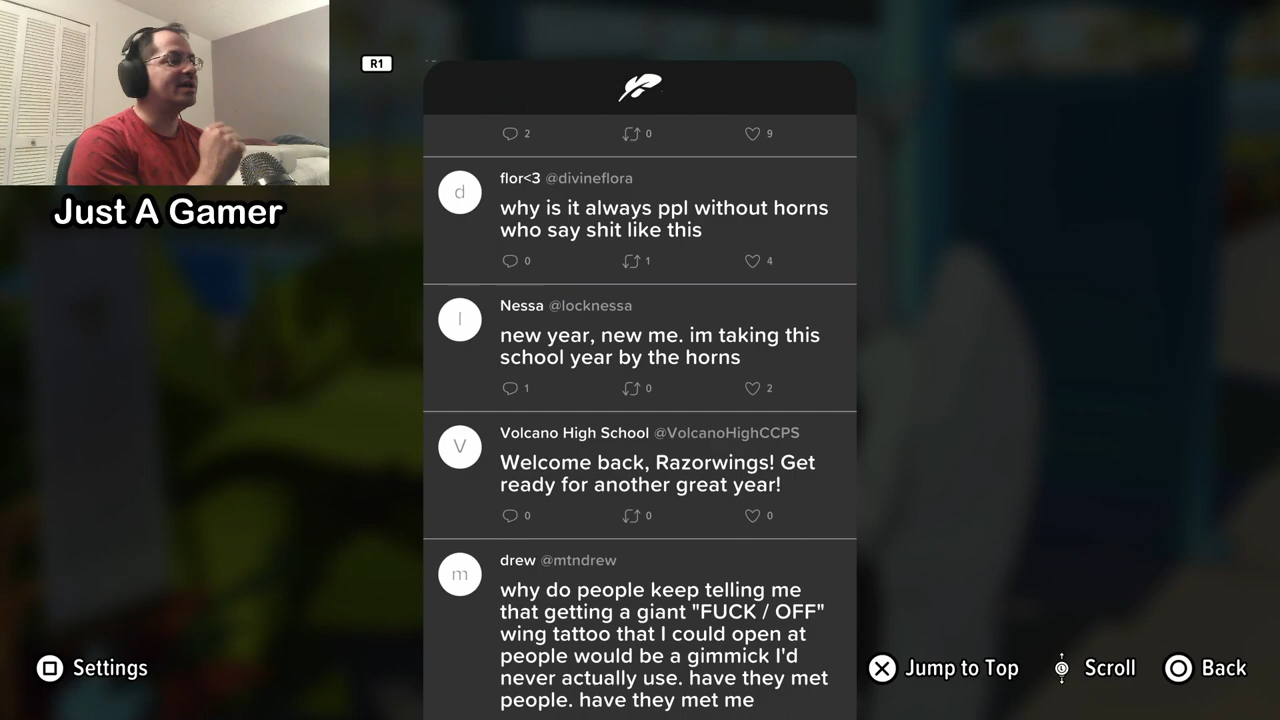 R1
Just A Gamer
2 0 9
d flor<3 @divineflora
why is it always ppl without horns
who say shit like this
0 1 4
l Nessa @locknessa
new year, new me. im taking this
school year by the horns
1 0 2
V Volcano High School @VolcanoHighCCPS
Welcome back, Razorwings! Get
ready for another great year!
0 0 0
m drew @mtndrew
why do people keep telling me
that getting a giant "FUCK / OFF"
wing tattoo that I could open at
people would be a gimmick I'd
never actually use. have they met
people. have they met me
Settings
Jump to Top
Scroll
Back